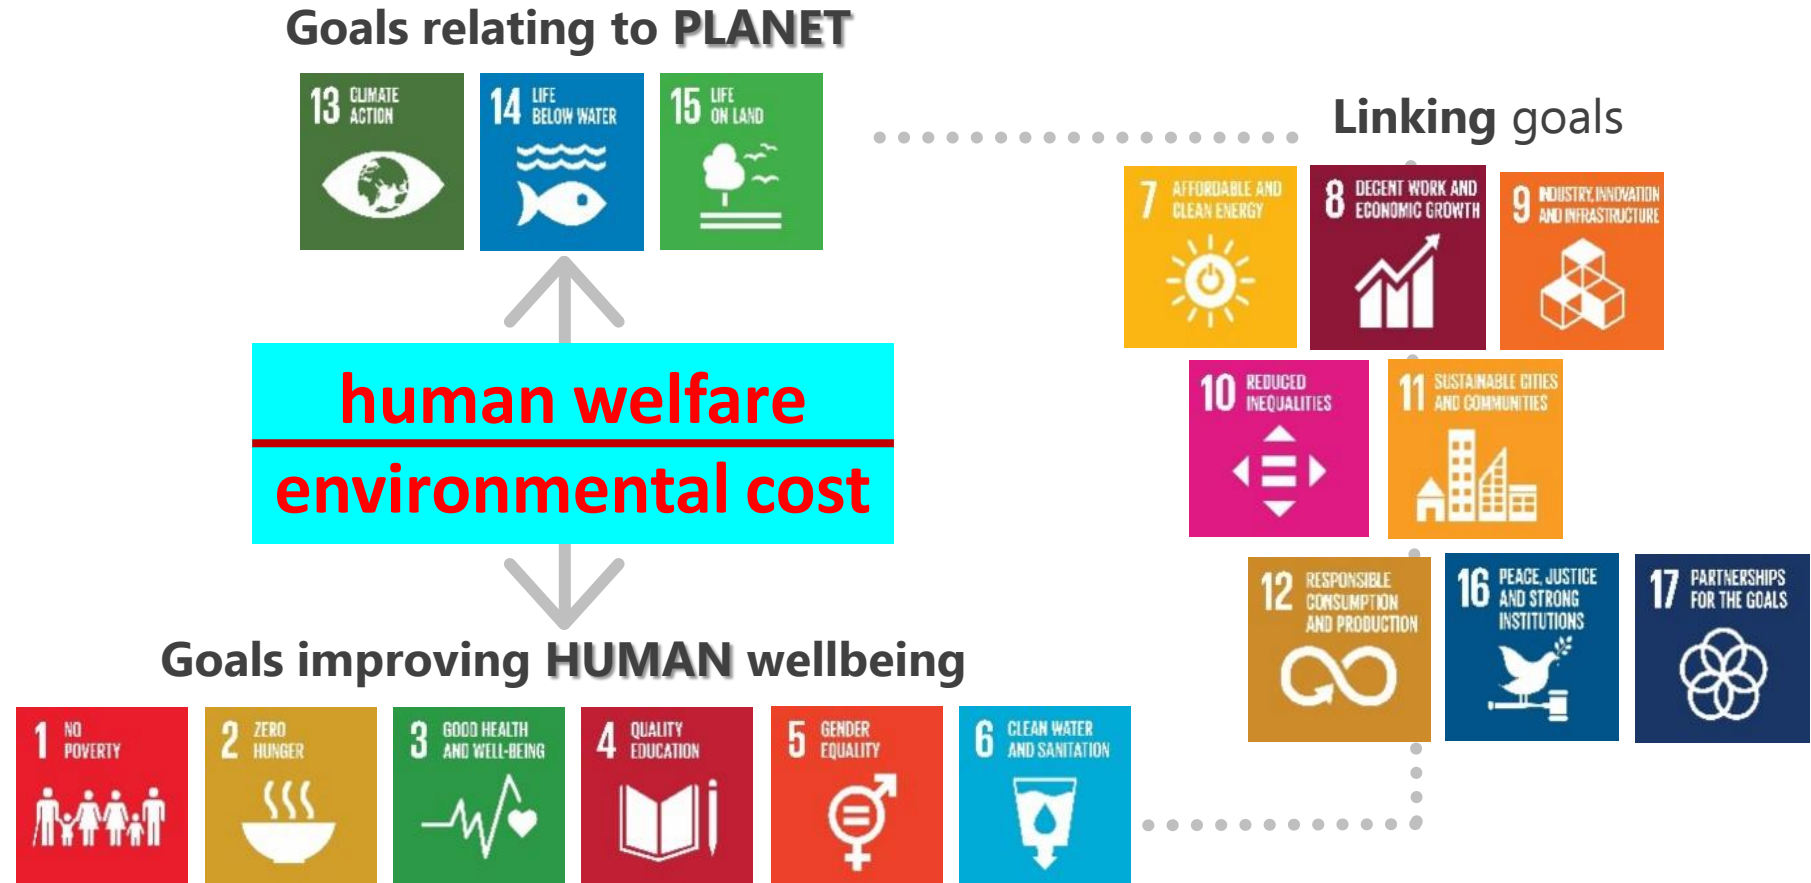 Goals relating to PLANET
13 CLIMATE
ACTION
14 LIFE
BELOW WATER
15 LIFE
ON LAND
Linking goals
7 AFFORDABLE AND
CLEAN ENERGY
8 DECENT WORK AND
ECONOMIC GROWTH
9 INDUSTRY, INNOVATION
AND INFRASTRUCTURE
human welfare
environmental cost
10 REDUCED
INEQUALITIES
11 SUSTAINABLE CITIES
AND COMMUNITIES
12 RESPONSIBLE
CONSUMPTION
AND PRODUCTION
16 PEACE, JUSTICE
AND STRONG
INSTITUTIONS
17 PARTNERSHIPS
FOR THE GOALS
Goals improving HUMAN wellbeing
1 NO
POVERTY
2 ZERO
HUNGER
3 GOOD HEALTH
AND WELL-BEING
4 QUALITY
EDUCATION
5 GENDER
EQUALITY
6 CLEAN WATER
AND SANITATION